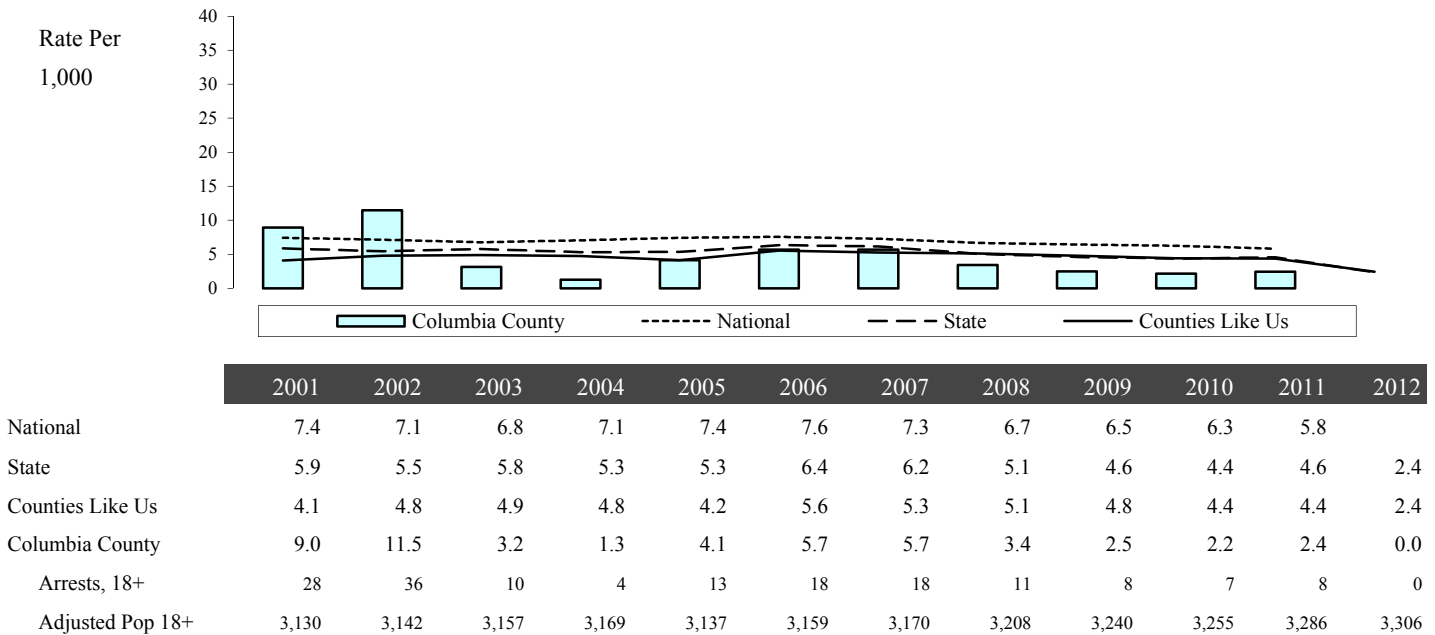 Rate Per
1,000
40
35
30
25
20
15
10
5
0
Columbia County National State Counties Like Us
2001 2002 2003 2004 2005 2006 2007 2008 2009 2010 2011 2012
National 7.4 7.1 6.8 7.1 7.4 7.6 7.3 6.7 6.5 6.3 5.8
State 5.9 5.5 5.8 5.3 5.3 6.4 6.2 5.1 4.6 4.4 4.6 2.4
Counties Like Us 4.1 4.8 4.9 4.8 4.2 5.6 5.3 5.1 4.8 4.4 4.4 2.4
Columbia County 9.0 11.5 3.2 1.3 4.1 5.7 5.7 3.4 2.5 2.2 2.4 0.0
Arrests, 18+ 28 36 10 4 13 18 18 11 8 7 8 0
Adjusted Pop 18+ 3,130 3,142 3,157 3,169 3,137 3,159 3,170 3,208 3,240 3,255 3,286 3,306